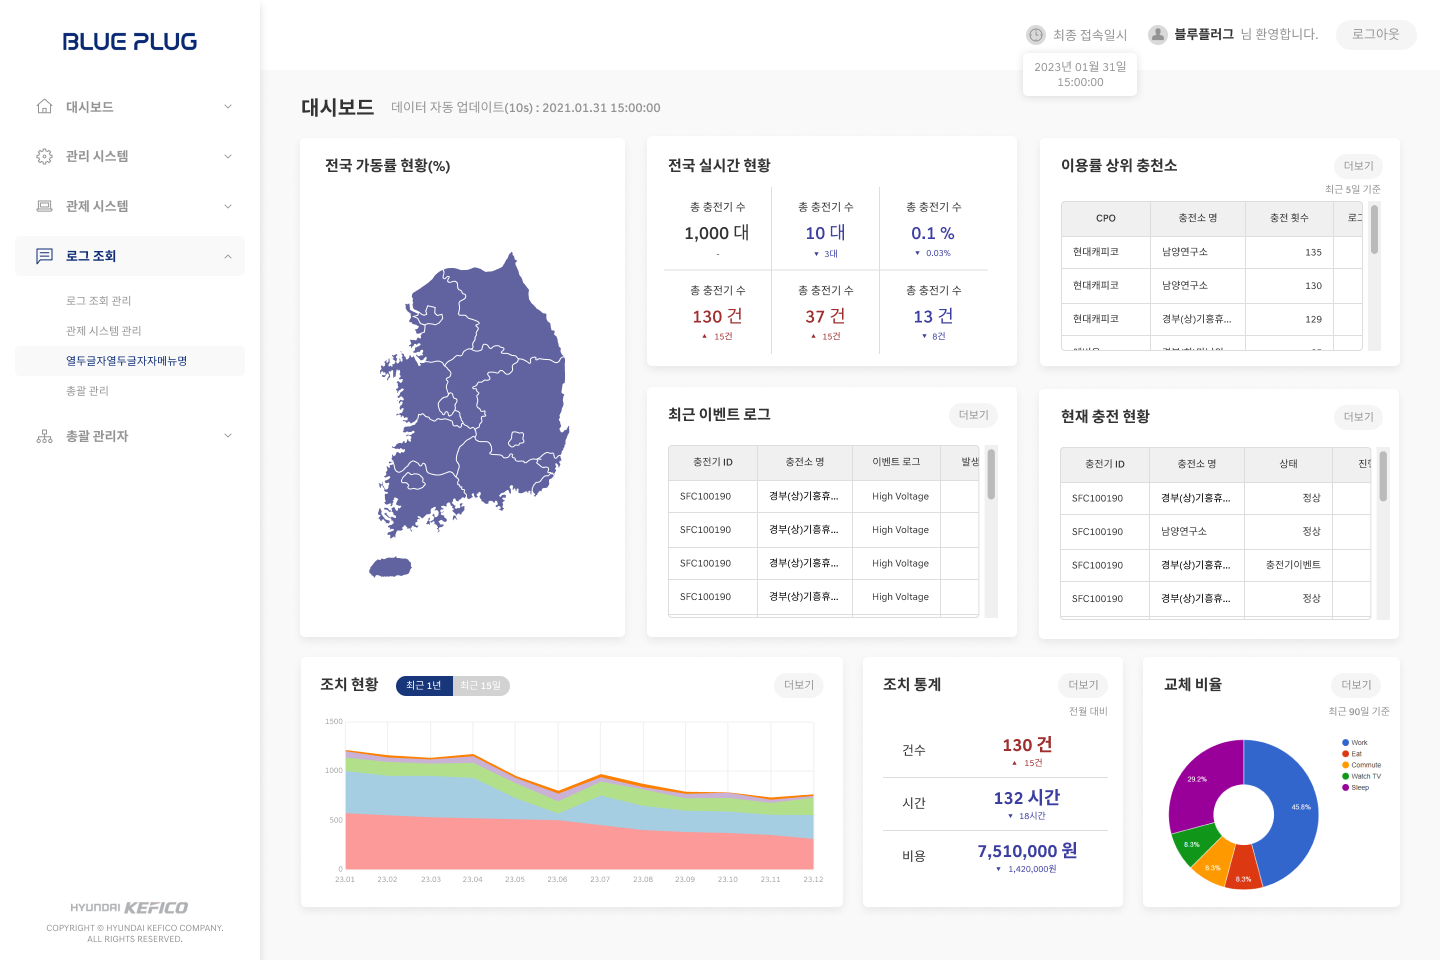 BLUE PLUG
대시보드
관리 시스템
관제 시스템
로그 조회
로그 조회 관리
관제 시스템 관리
열두글자열두글자자메뉴명
총괄 관리
총괄 관리자
HYUNDAI KEFICO
COPYRIGHT © HYUNDAI KEFICO COMPANY.
ALL RIGHTS RESERVED.
최종 접속일시
블루플러그 님 환영합니다.
로그아웃
2023년 01월 31일
15:00:00
대시보드 데이터 자동 업데이트(10s) : 2021.01.31 15:00:00
전국 가동률 현황(%)
전국 실시간 현황
총 충전기 수 총 충전기 수 총 충전기 수
1,000 대 10 대 0.1 %
- ▼ 3대 ▼ 0.03%
총 충전기 수 총 충전기 수 총 충전기 수
130 건 37 건 13 건
▲ 15건 ▲ 15건 ▼ 8건
이용률 상위 충전소 더보기
최근 5일 기준
CPO 충전소 명 충전 횟수 로그
현대캐피코 남양연구소 135
현대캐피코 남양연구소 130
현대캐피코 경부(상)기흥휴... 129
최근 이벤트 로그 더보기
충전기 ID 충전소 명 이벤트 로그 발생
SFC100190 경부(상)기흥휴... High Voltage
SFC100190 경부(상)기흥휴... High Voltage
SFC100190 경부(상)기흥휴... High Voltage
SFC100190 경부(상)기흥휴... High Voltage
현재 충전 현황 더보기
충전기 ID 충전소 명 상태
SFC100190 경부(상)기흥휴... 정상
SFC100190 남양연구소 정상
SFC100190 경부(상)기흥휴... 충전기이벤트
SFC100190 경부(상)기흥휴... 정상
조치 현황 최근 1년 최근 15일 더보기
1500
1000
500
0
23.01 23.02 23.03 23.04 23.05 23.06 23.07 23.08 23.09 23.10 23.11 23.12
조치 통계 더보기
전월 대비
건수 130 건
▲ 15건
시간 132 시간
▼ 18시간
비용 7,510,000 원
▼ 1,420,000원
교체 비율 더보기
최근 90일 기준
Work
Eat
Commute
Watch TV
Sleep
29.2%
45.8%
8.3%
8.3%
8.3%